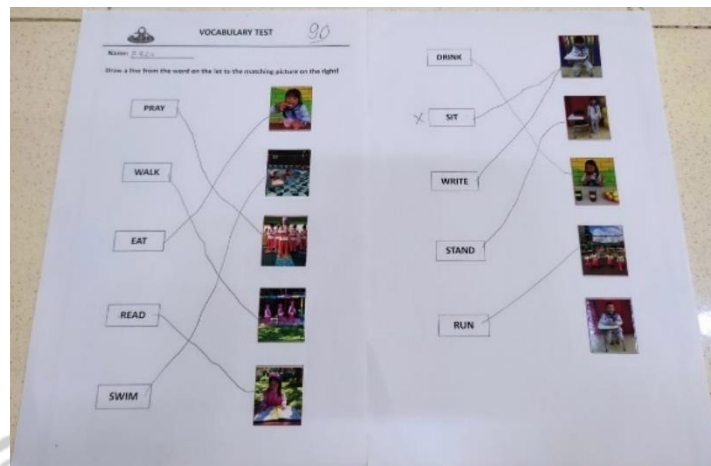 VOCABULARY TEST 90
Name:
Draw a line from the word on the let to the matching picture on the right!
PRAY
WALK
EAT
READ
SWIM
DRINK
X SIT
WRITE
STAND
RUN